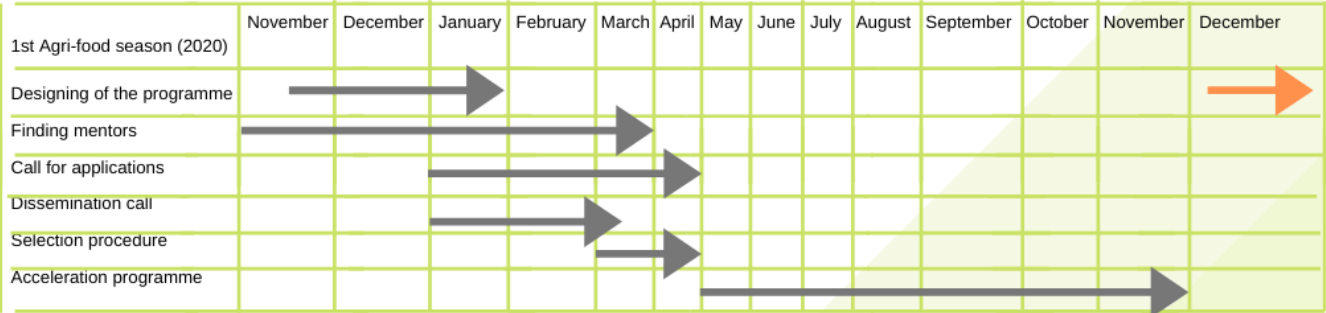 November December January February March April May June July August September October November December
1st Agri-food season (2020)
Designing of the programme
Finding mentors
Call for applications
Dissemination call
Selection procedure
Acceleration programme